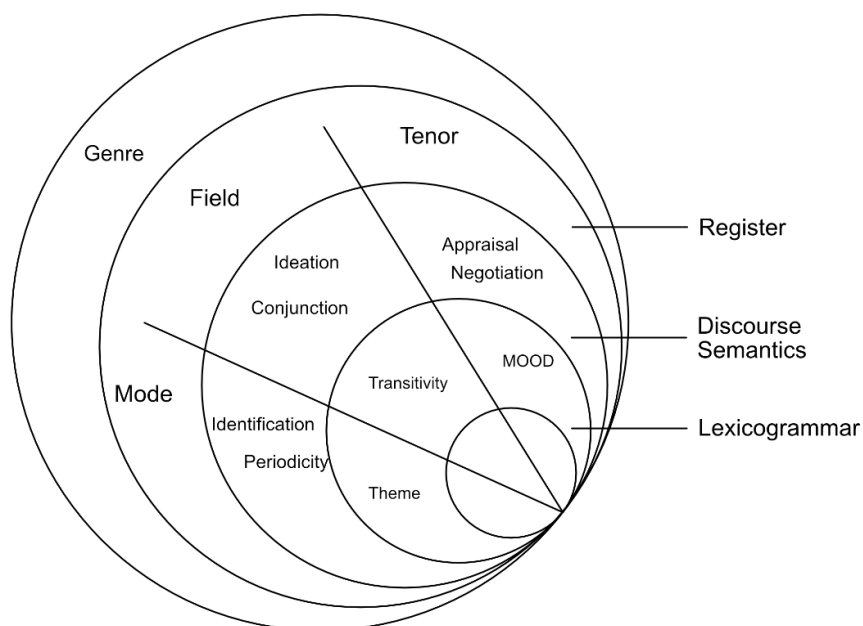 Genre
Tenor
Field
Register
Appraisal
Negotiation
Ideation
Conjunction
Discourse
Semantics
MOOD
Transitivity
Mode
Identification
Lexicogrammar
Periodicity
Theme